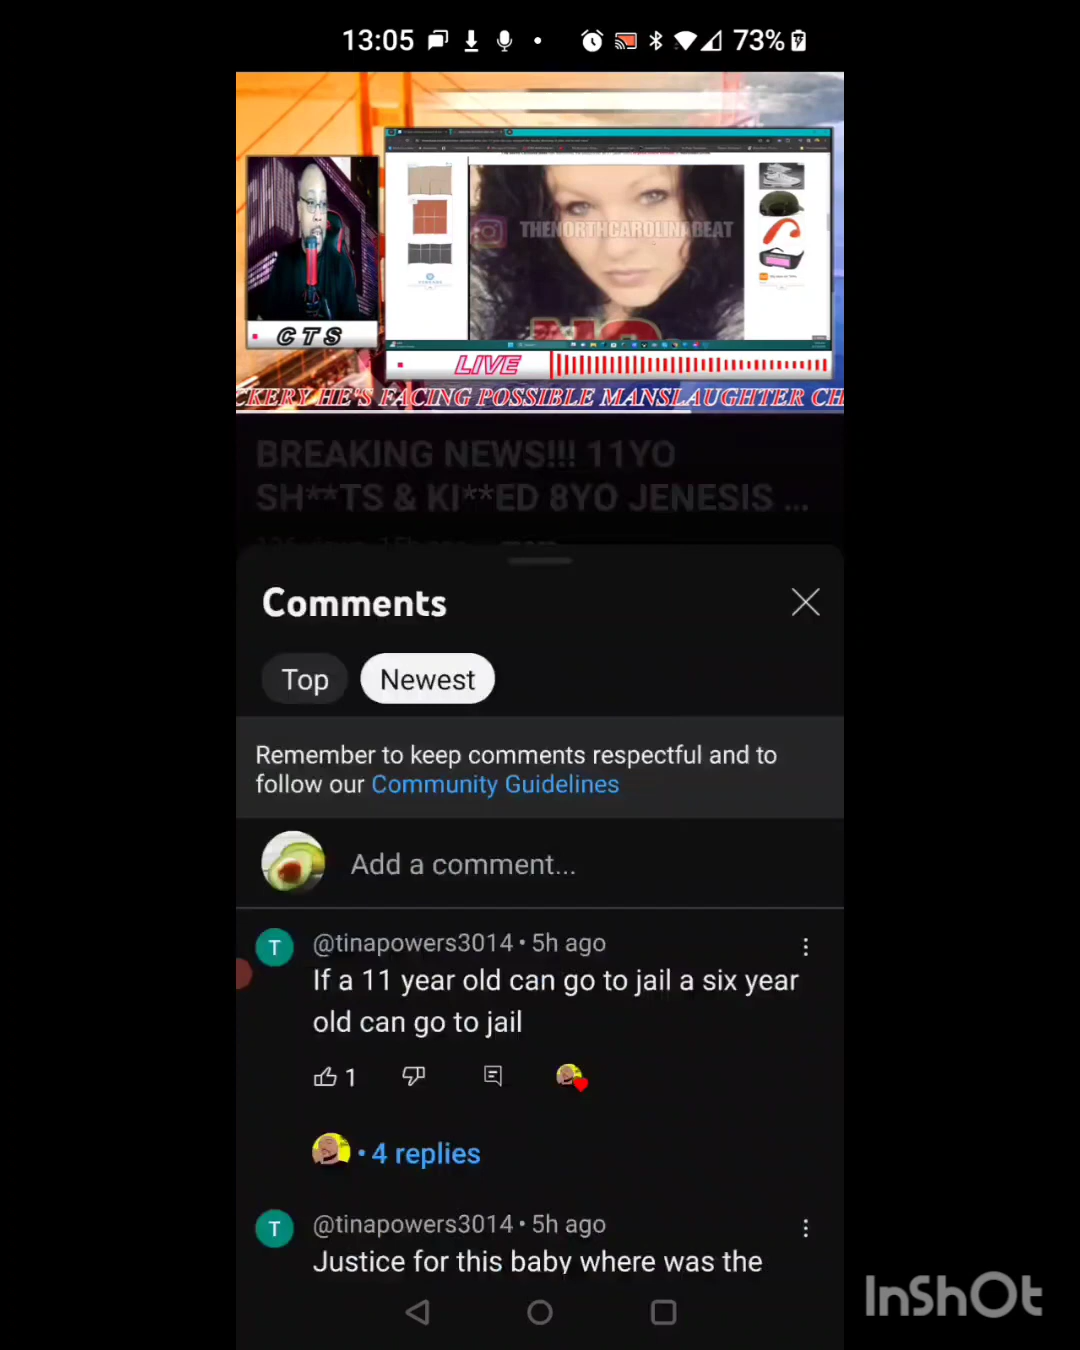 13:05
73%
THENORTHCAROLINABEAT
NO
CTS
LIVE
CKERY HE'S FACING POSSIBLE MANSLAUGHTER CH
BREAKING NEWS!!! 11YO
SH**TS & KI**ED 8YO JENESIS ...
Comments
Top
Newest
Remember to keep comments respectful and to
follow our Community Guidelines
Add a comment...
T
@tinapowers3014 • 5h ago
If a 11 year old can go to jail a six year
old can go to jail
1
• 4 replies
T
@tinapowers3014 • 5h ago
Justice for this baby where was the
InShOt